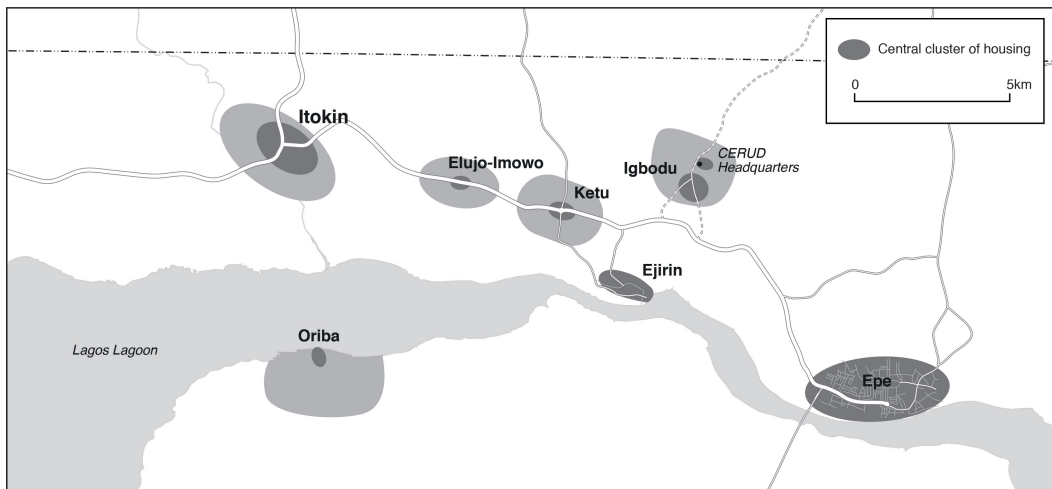 Central cluster of housing
0 5km
Itokin
Elujo-Imowo
Ketu
Igbodu
CERUD
Headquarters
Ejirin
Oriba
Lagos Lagoon
Epe